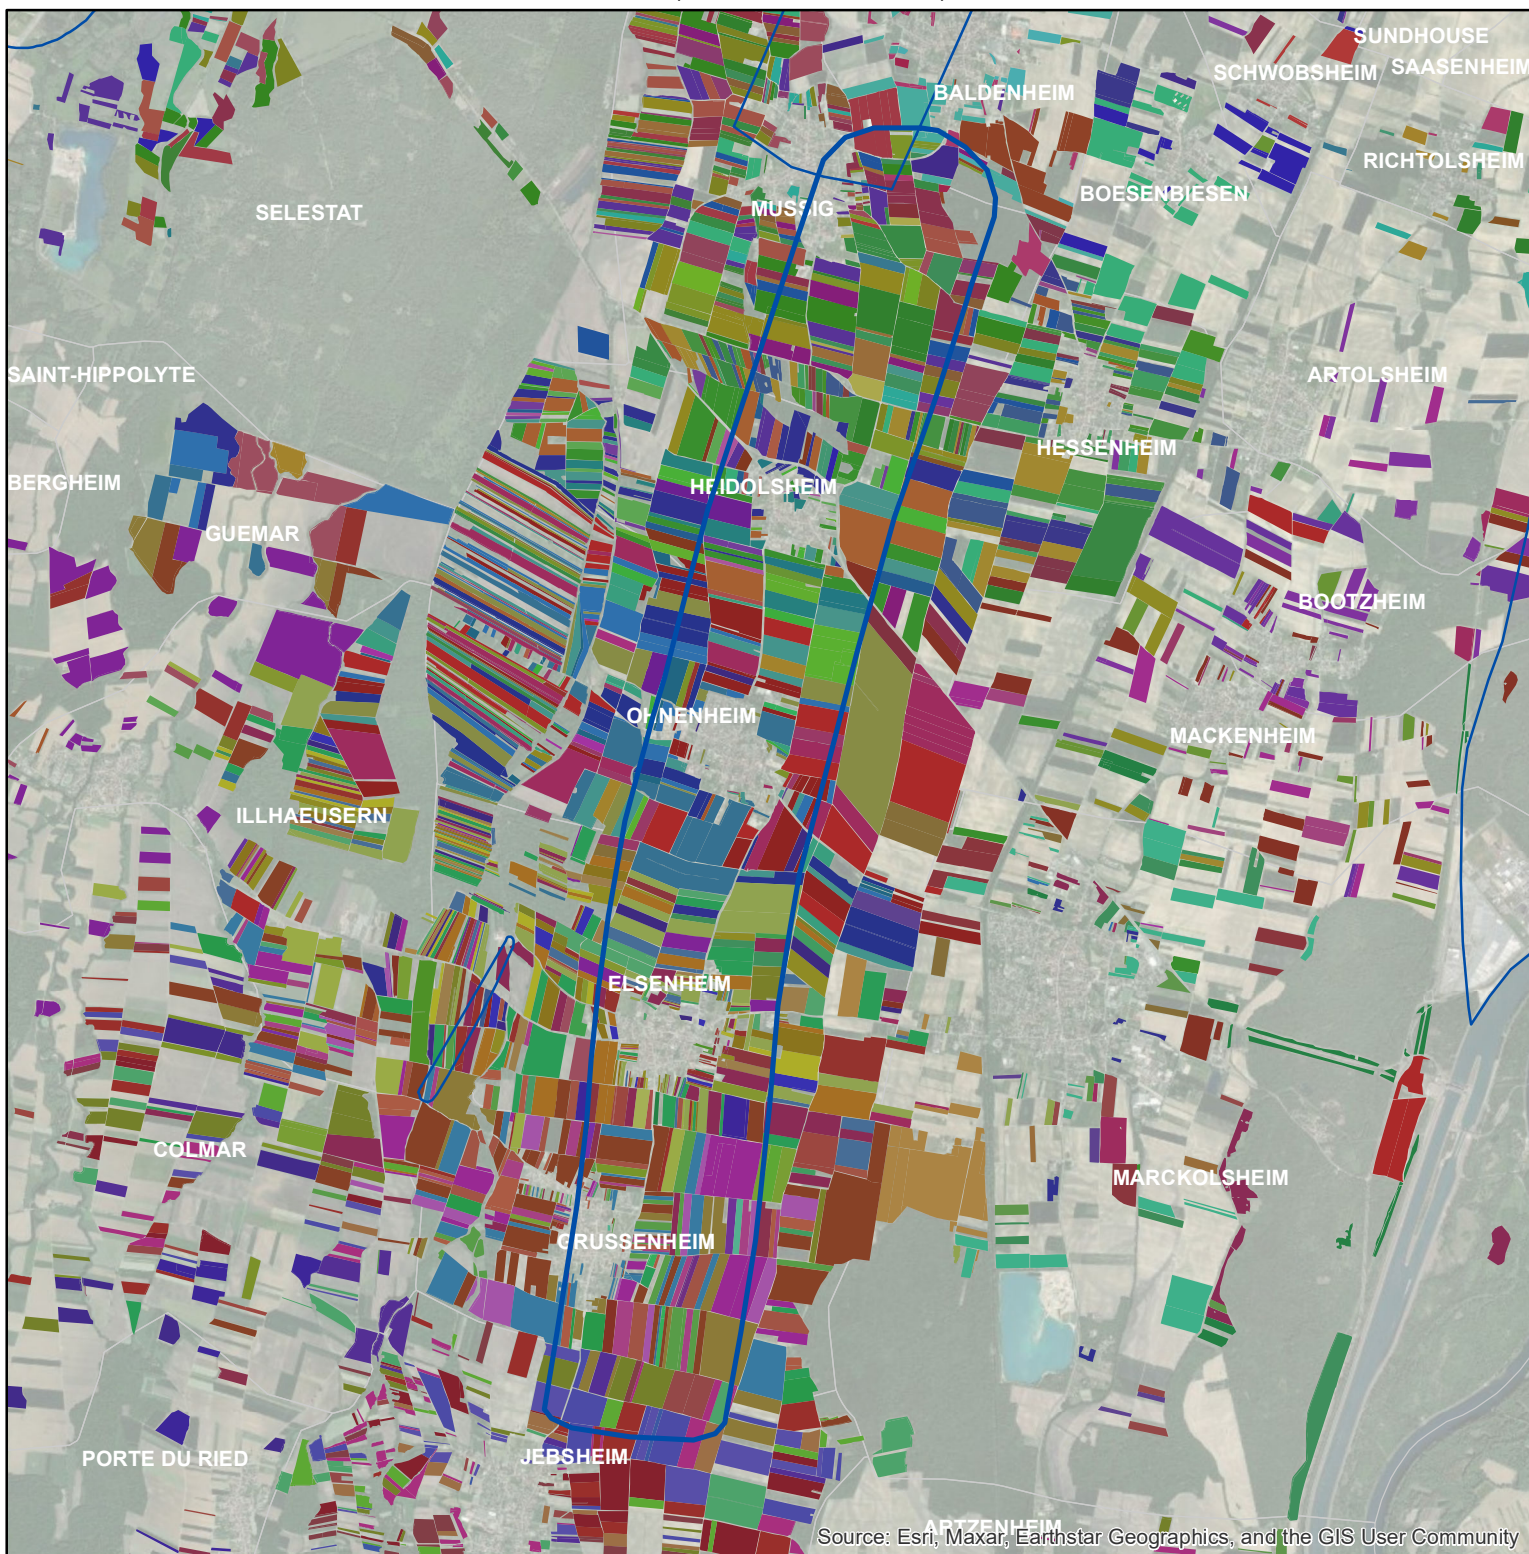 SUNDHOUSE
SCHWOBSHEIM
SAASENHEIM
BALDENHEIM
RICHTOLSHEIM
BOESENBIESEN
SELESTAT
MUSSIG
SAINT-HIPPOLYTE
ARTOLSHEIM
HESSENHEIM
BERGHEIM
HEIDOLSHEIM
GUEMAR
BOOTZHEIM
OHNENHEIM
MACKENHEIM
ILLHAEUSERN
ELSENHEIM
COLMAR
MARCKOLSHEIM
GRUSSENHEIM
PORTE DU RIED
JEBSHEIM
ARTZENHEIM
Source: Esri, Maxar, Earthstar Geographics, and the GIS User Community